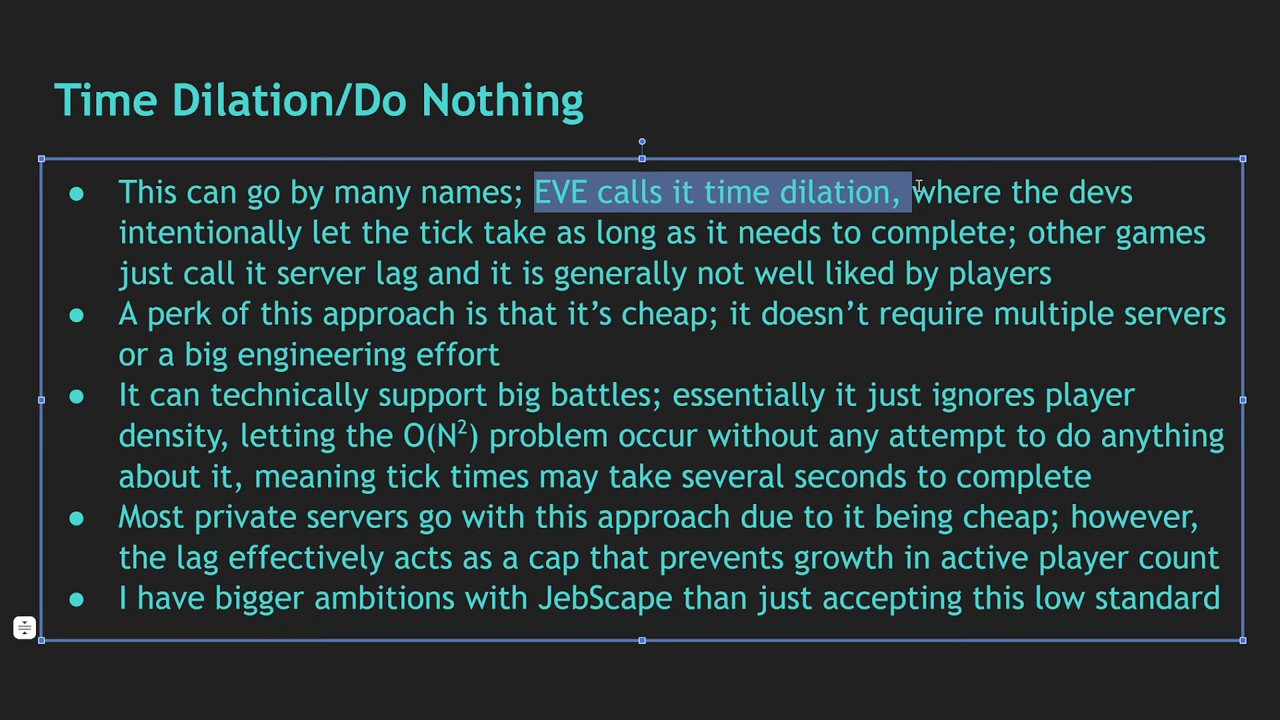 Time Dilation/Do Nothing
● This can go by many names; EVE calls it time dilation, where the devs
intentionally let the tick take as long as it needs to complete; other games
just call it server lag and it is generally not well liked by players
● A perk of this approach is that it’s cheap; it doesn’t require multiple servers
or a big engineering effort
● It can technically support big battles; essentially it just ignores player
density, letting the O(N²) problem occur without any attempt to do anything
about it, meaning tick times may take several seconds to complete
● Most private servers go with this approach due to it being cheap; however,
the lag effectively acts as a cap that prevents growth in active player count
● I have bigger ambitions with JebScape than just accepting this low standard